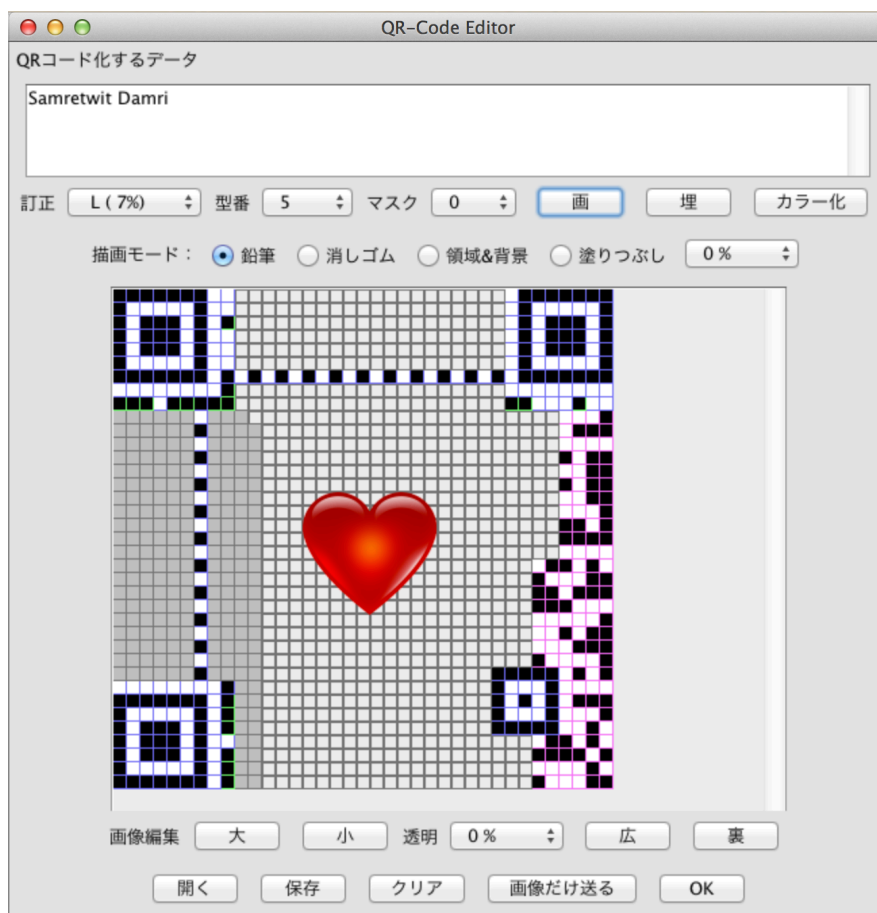 QR-Code Editor
QRコード化するデータ
Samretwit Damri
訂正 L ( 7%) 型番 5 マスク 0 画 埋 カラー化
描画モード： 鉛筆 消しゴム 領域&背景 塗りつぶし 0 %
画像編集 大 小 透明 0 % 広 裏
開く 保存 クリア 画像だけ送る OK